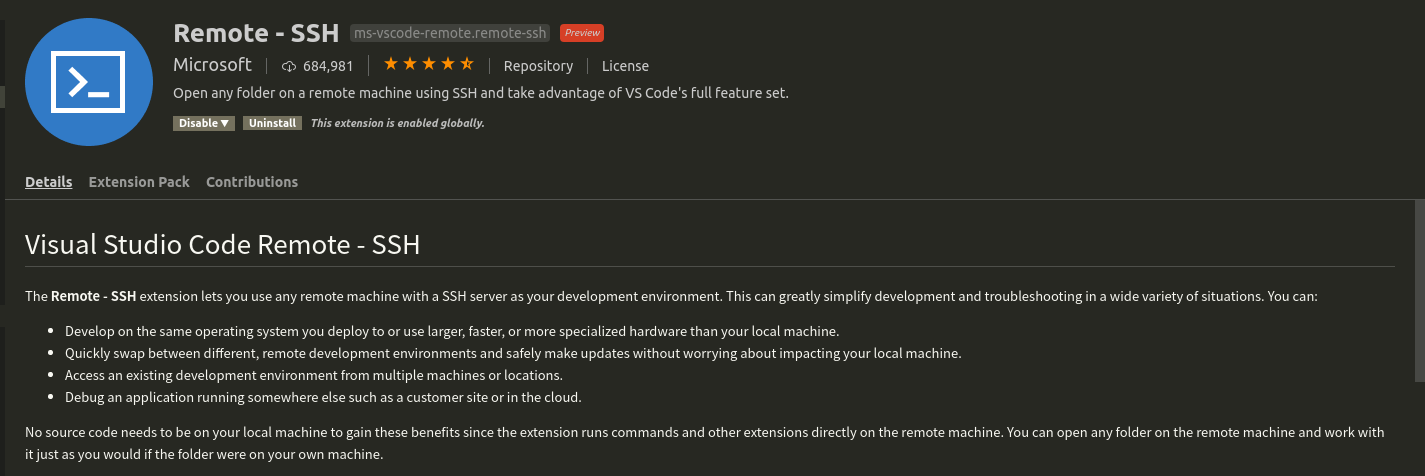 Remote - SSH ms-vscode-remote.remote-ssh Preview
Microsoft 684,981 Repository License
Open any folder on a remote machine using SSH and take advantage of VS Code's full feature set.
Disable Uninstall This extension is enabled globally.
Details Extension Pack Contributions
Visual Studio Code Remote - SSH
The Remote - SSH extension lets you use any remote machine with a SSH server as your development environment. This can greatly simplify development and troubleshooting in a wide variety of situations. You can:
• Develop on the same operating system you deploy to or use larger, faster, or more specialized hardware than your local machine.
• Quickly swap between different, remote development environments and safely make updates without worrying about impacting your local machine.
• Access an existing development environment from multiple machines or locations.
• Debug an application running somewhere else such as a customer site or in the cloud.
No source code needs to be on your local machine to gain these benefits since the extension runs commands and other extensions directly on the remote machine. You can open any folder on the remote machine and work with
it just as you would if the folder were on your own machine.